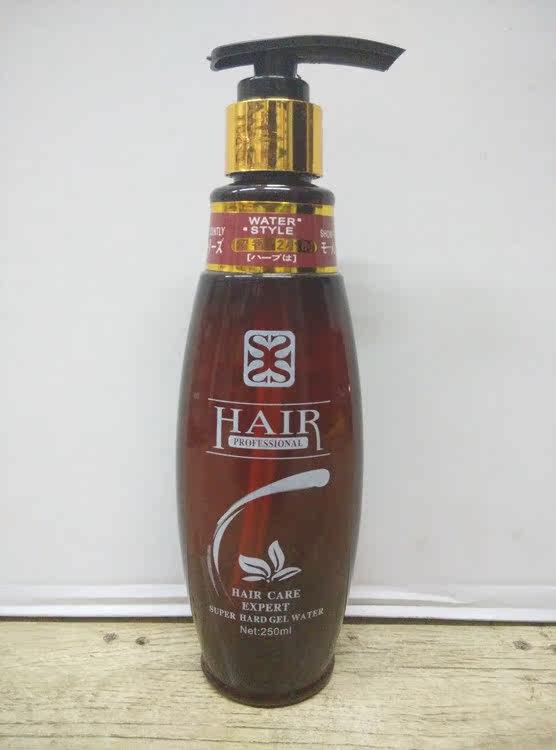 WATER
STYLE
[ハーブは]
HAIR
PROFESSIONAL
HAIR CARE
EXPERT
SUPER HARD GEL WATER
Net:250ml